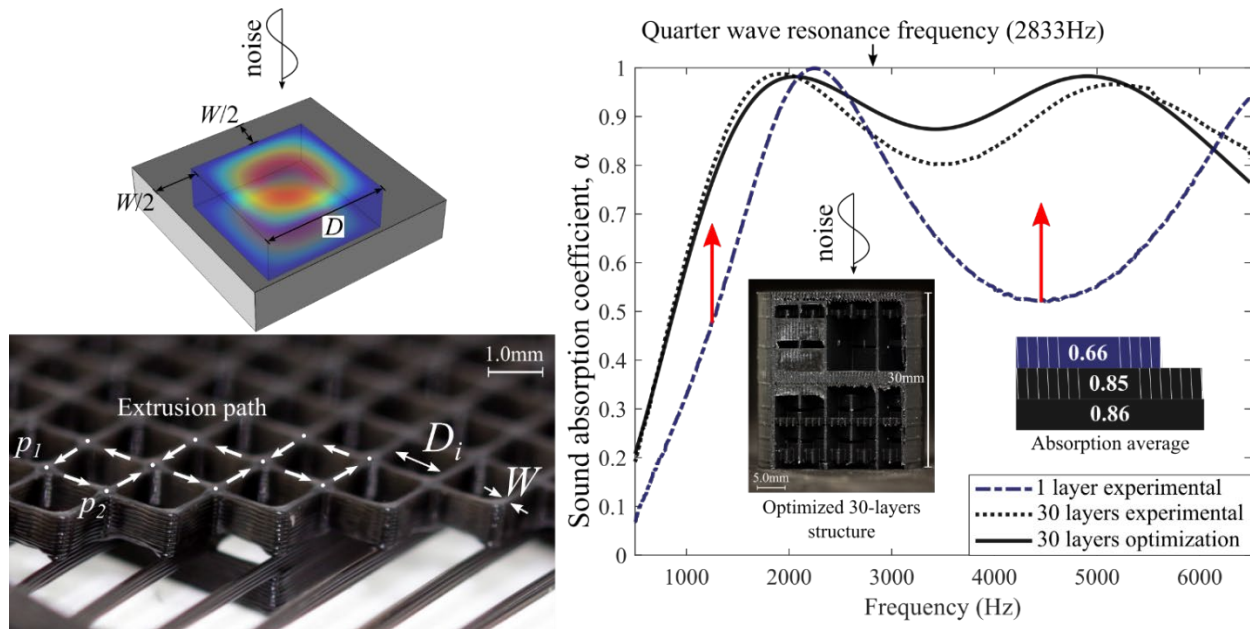 noise
W/2
W/2
D
1.0mm
Extrusion path
p1
p2
Di
W
Quarter wave resonance frequency (2833Hz)
Sound absorption coefficient, α
1
0.9
0.8
0.7
0.6
0.5
0.4
0.3
0.2
0.1
0
noise
30mm
5.0mm
Optimized 30-layers
structure
0.66
0.85
0.86
Absorption average
1 layer experimental
30 layers experimental
30 layers optimization
1000 2000 3000 4000 5000 6000
Frequency (Hz)